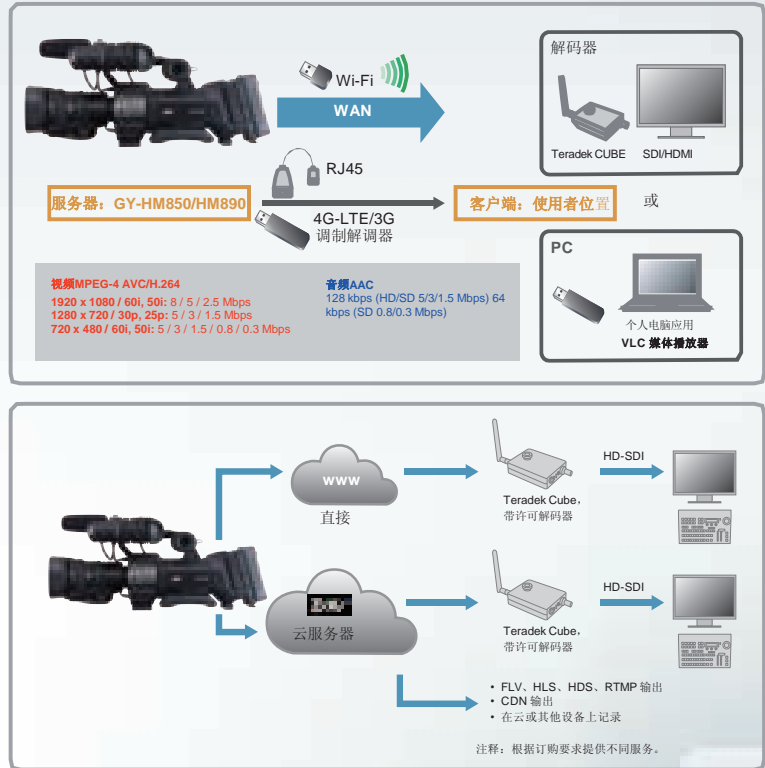 解码器
Wi-Fi
WAN
Teradek CUBE
SDI/HDMI
RJ45
服务器：GY-HM850/HM890
客户端：使用者位置
或
4G-LTE/3G
调制解调器
PC
视频MPEG-4 AVC/H.264
1920 x 1080 / 60i, 50i: 8 / 5 / 2.5 Mbps
1280 x 720 / 30p, 25p: 5 / 3 / 1.5 Mbps
720 x 480 / 60i, 50i: 5 / 3 / 1.5 / 0.8 / 0.3 Mbps
音频AAC
128 kbps (HD/SD 5/3/1.5 Mbps) 64
kbps (SD 0.8/0.3 Mbps)
个人电脑应用
VLC 媒体播放器
www
直接
Teradek Cube，
带许可解码器
HD-SDI
云服务器
Teradek Cube，
带许可解码器
HD-SDI
• FLV、HLS、HDS、RTMP 输出
• CDN 输出
• 在云或其他设备上记录
注释：根据订购要求提供不同服务。